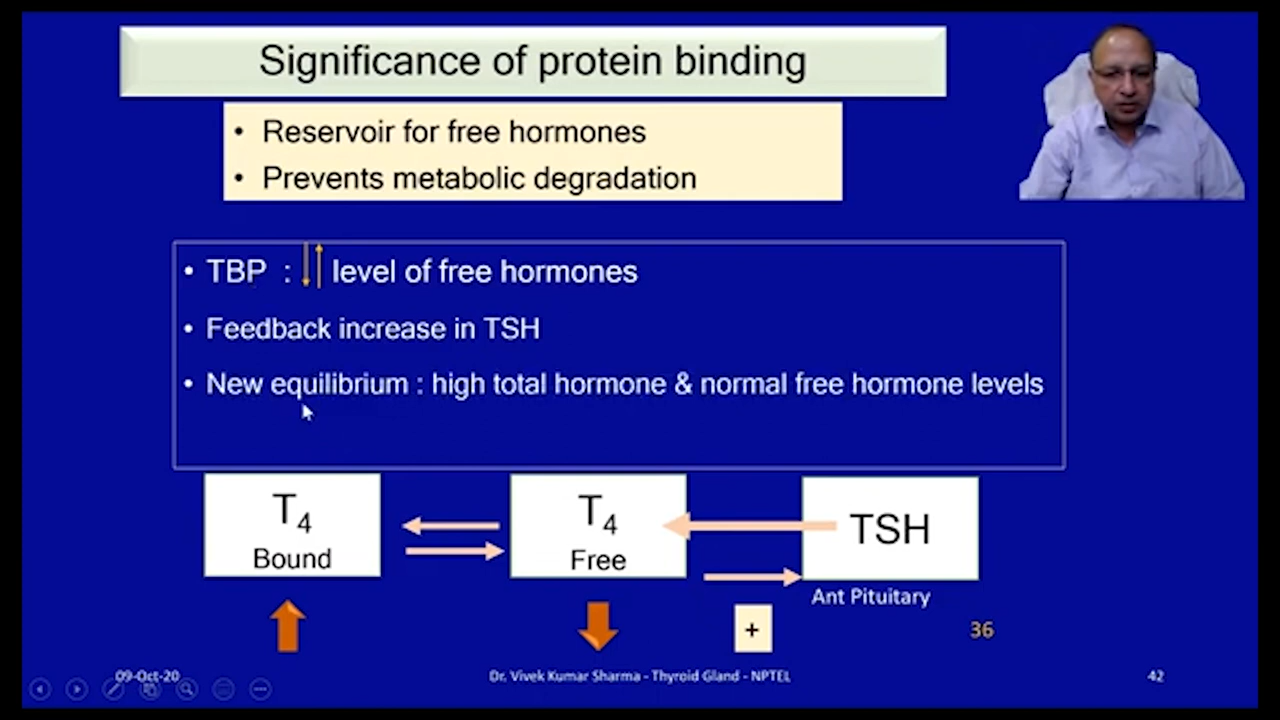 Significance of protein binding
• Reservoir for free hormones
• Prevents metabolic degradation
• TBP : ↓↑ level of free hormones
• Feedback increase in TSH
• New equilibrium : high total hormone & normal free hormone levels
T4
Bound
T4
Free
TSH
Ant Pituitary
+
36
09-Oct-20
Dr. Vivek Kumar Sharma - Thyroid Gland - NPTEL
42